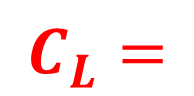 C_L =